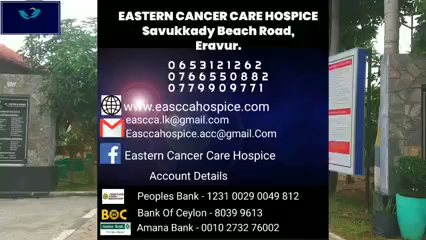 EASTERN CANCER CARE HOSPICE
Savukkady Beach Road,
Eravur.
0653121262
0766550882
0779909771
www.easccahospice.com
eascca.lk@gmail.com
Easccahospice.acc@gmail.Com
Eastern Cancer Care Hospice
Account Details
Peoples Bank - 1231 0029 0049 812
BOC
Bank Of Ceylon - 8039 9613
Amana Bank - 0010 2732 76002